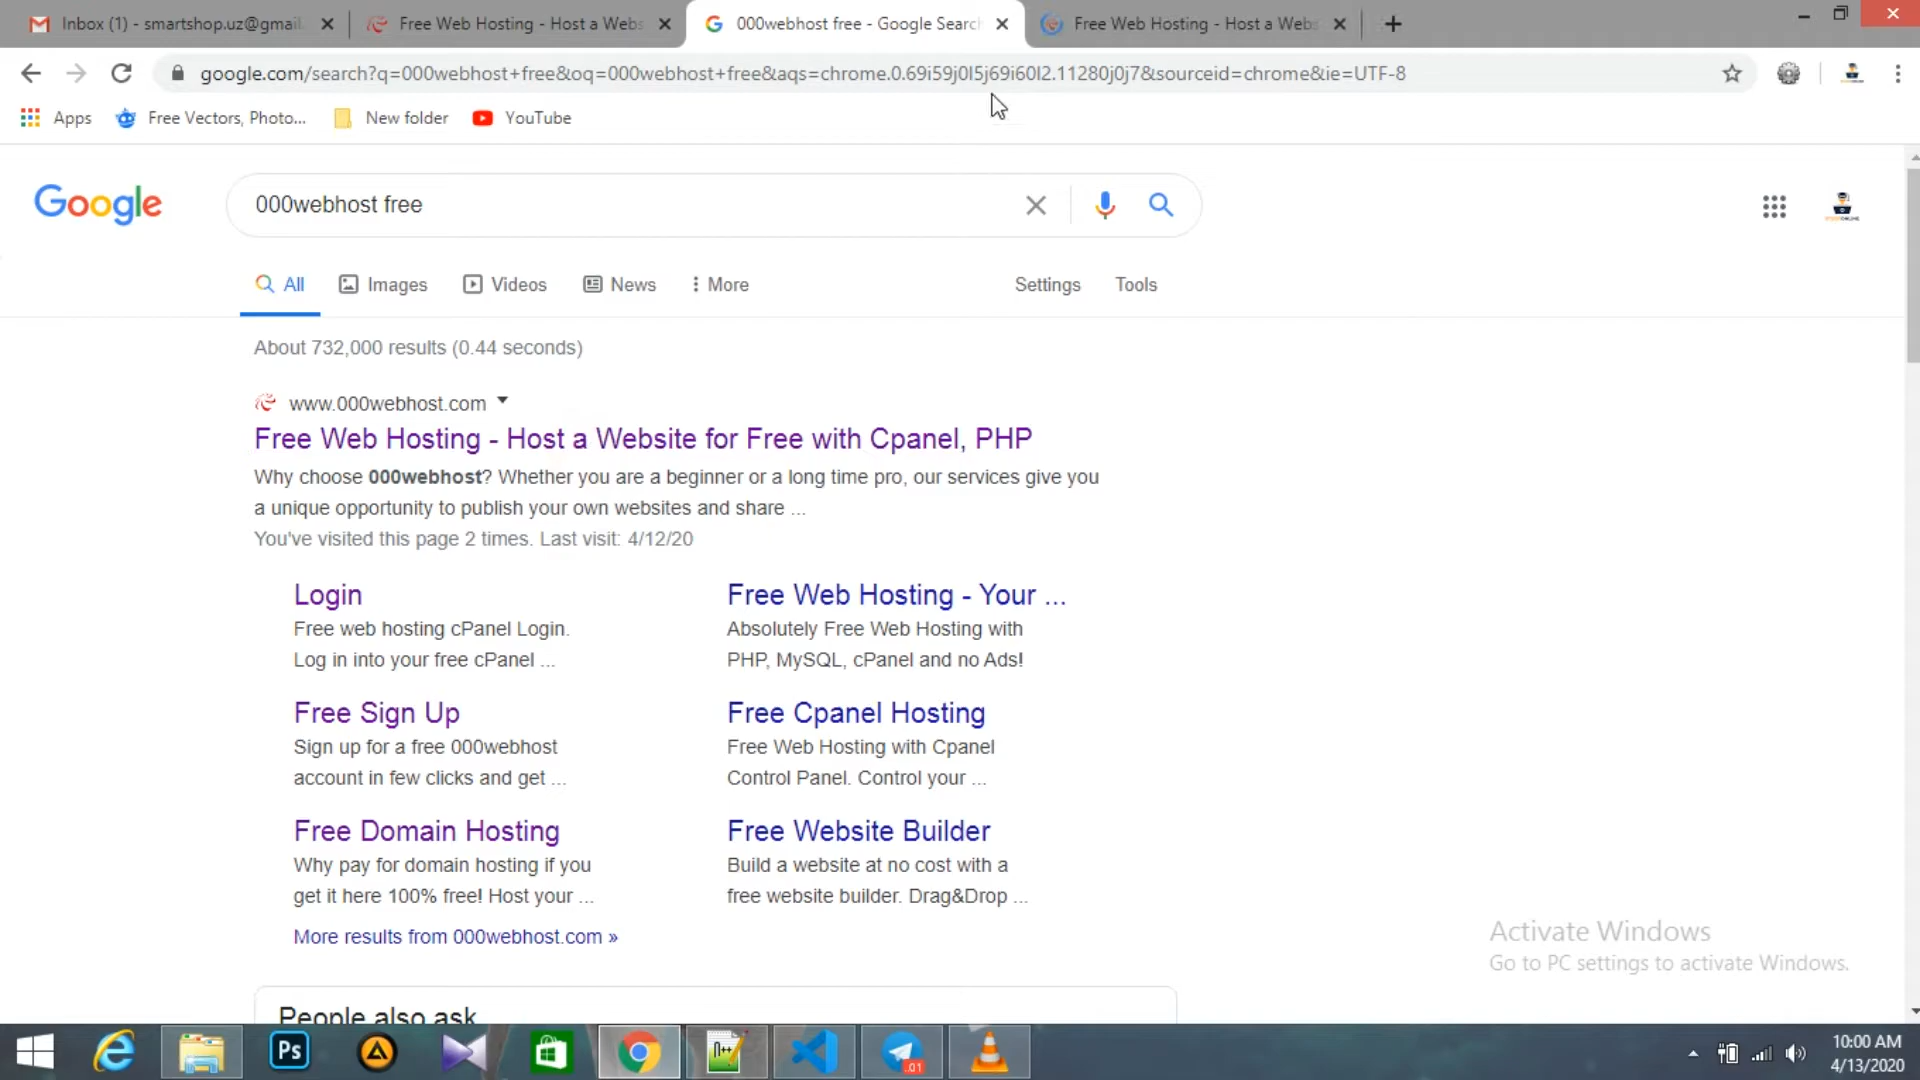 Inbox (1) - smartshop.uz@gmail
Free Web Hosting - Host a Webs
000webhost free - Google Search
Free Web Hosting - Host a Webs
google.com/search?q=000webhost+free&oq=000webhost+free&aqs=chrome.0.69i59j0l5j69i60l2.11280j0j7&sourceid=chrome&ie=UTF-8
Apps
Free Vectors, Photo...
New folder
YouTube
Google
000webhost free
All
Images
Videos
News
More
Settings
Tools
About 732,000 results (0.44 seconds)
www.000webhost.com
Free Web Hosting - Host a Website for Free with Cpanel, PHP
Why choose 000webhost? Whether you are a beginner or a long time pro, our services give you
a unique opportunity to publish your own websites and share ...
You've visited this page 2 times. Last visit: 4/12/20
Login
Free web hosting cPanel Login.
Log in into your free cPanel ...
Free Web Hosting - Your ...
Absolutely Free Web Hosting with
PHP, MySQL, cPanel and no Ads!
Free Sign Up
Sign up for a free 000webhost
account in few clicks and get ...
Free Cpanel Hosting
Free Web Hosting with Cpanel
Control Panel. Control your ...
Free Domain Hosting
Why pay for domain hosting if you
get it here 100% free! Host your ...
Free Website Builder
Build a website at no cost with a
free website builder. Drag&Drop ...
More results from 000webhost.com »
Activate Windows
Go to PC settings to activate Windows.
People also ask
Ps
.01
10:00 AM
4/13/2020